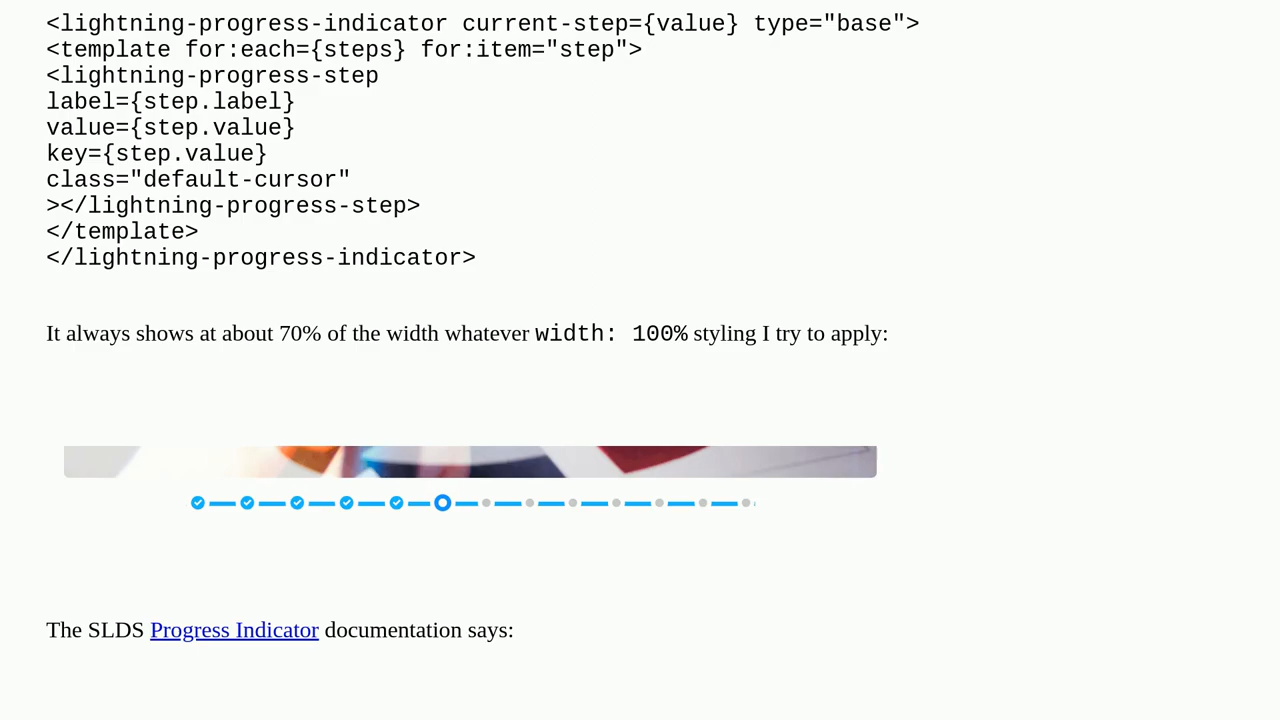 <lightning-progress-indicator current-step={value} type="base">
<template for:each={steps} for:item="step">
<lightning-progress-step
label={step.label}
value={step.value}
key={step.value}
class="default-cursor"
></lightning-progress-step>
</template>
</lightning-progress-indicator>
It always shows at about 70% of the width whatever width: 100% styling I try to apply:
The SLDS Progress Indicator documentation says: